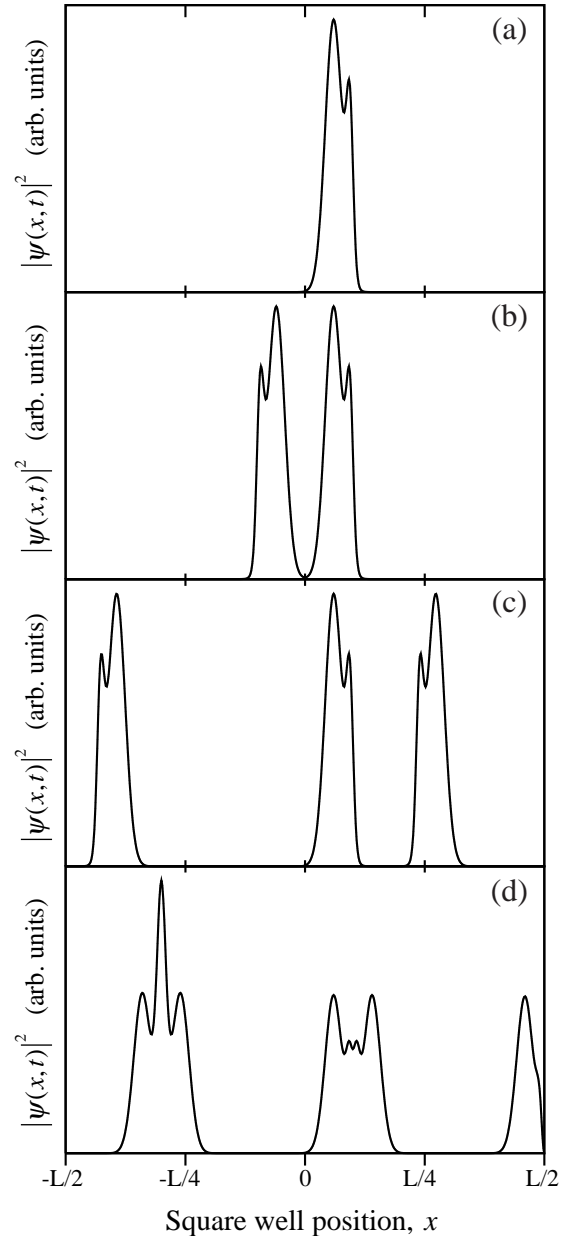 (a)
|ψ(x,t)|² (arb. units)
(b)
|ψ(x,t)|² (arb. units)
(c)
|ψ(x,t)|² (arb. units)
(d)
|ψ(x,t)|² (arb. units)
-L/2 -L/4 0 L/4 L/2
Square well position, x